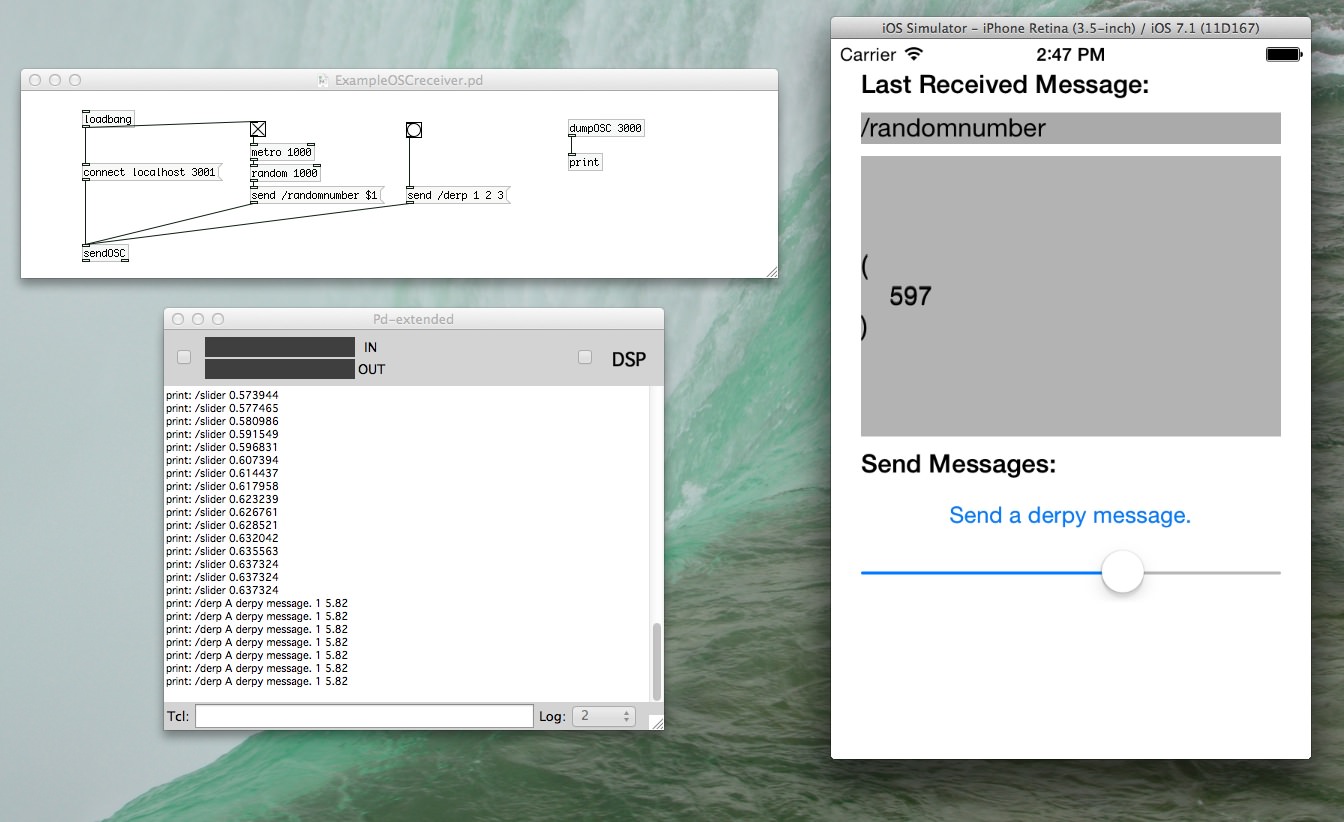 ExampleOSCreceiver.pd
loadbang
metro 1000
random 1000
connect localhost 3001
send /randomnumber $1
send /derp 1 2 3
dumpOSC 3000
print
sendOSC
Pd-extended
IN
OUT
DSP
print: /slider 0.573944
print: /slider 0.577465
print: /slider 0.580986
print: /slider 0.591549
print: /slider 0.596831
print: /slider 0.607394
print: /slider 0.614437
print: /slider 0.617958
print: /slider 0.623239
print: /slider 0.626761
print: /slider 0.628521
print: /slider 0.632042
print: /slider 0.635563
print: /slider 0.637324
print: /slider 0.637324
print: /slider 0.637324
print: /derp A derpy message. 1 5.82
print: /derp A derpy message. 1 5.82
print: /derp A derpy message. 1 5.82
print: /derp A derpy message. 1 5.82
print: /derp A derpy message. 1 5.82
print: /derp A derpy message. 1 5.82
print: /derp A derpy message. 1 5.82
Tcl:
Log: 2
iOS Simulator – iPhone Retina (3.5-inch) / iOS 7.1 (11D167)
Carrier 2:47 PM
Last Received Message:
/randomnumber
(
597
)
Send Messages:
Send a derpy message.